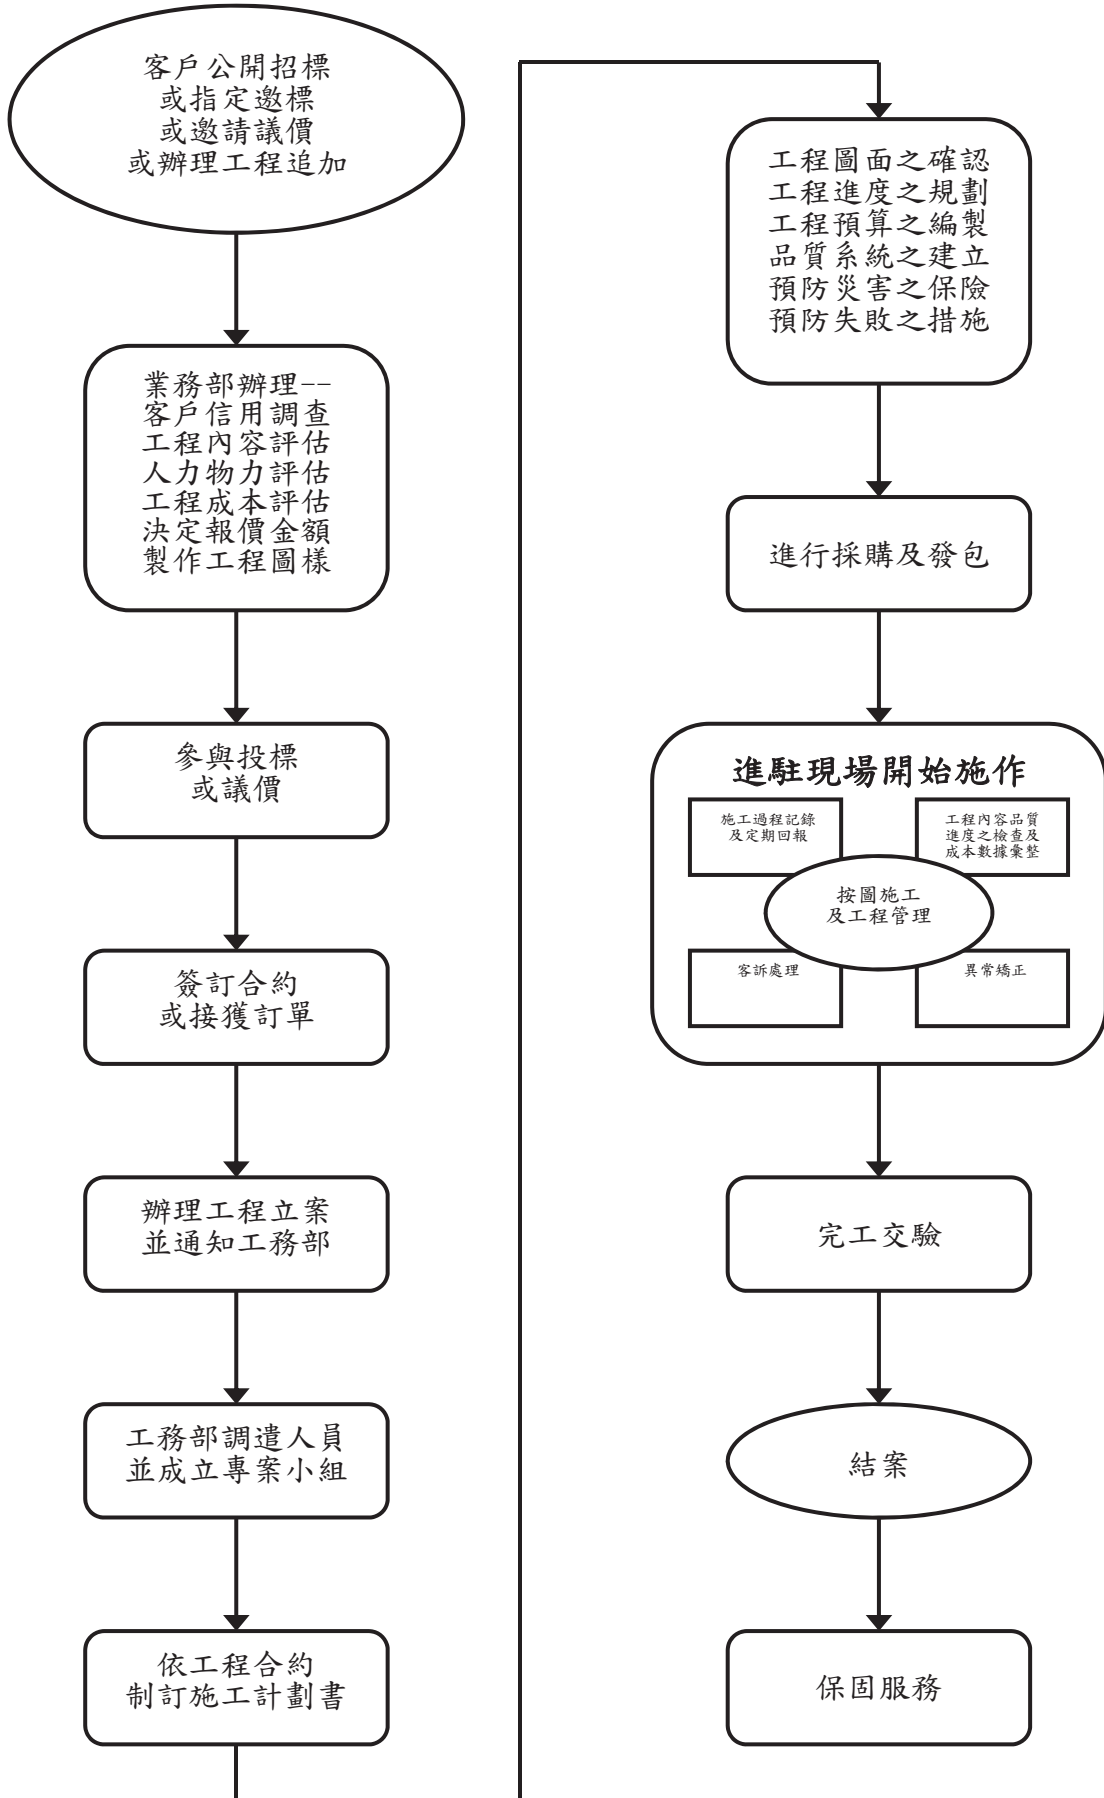 客戶公開招標
或指定邀標
或邀請議價
或辦理工程追加
業務部辦理--
客戶信用調查
工程內容評估
人力物力評估
工程成本評估
決定報價金額
製作工程圖樣
參與投標
或議價
簽訂合約
或接獲訂單
辦理工程立案
並通知工務部
工務部調遣人員
並成立專案小組
依工程合約
制訂施工計劃書
工程圖面之確認
工程進度之規劃
工程預算之編製
品質系統之建立
預防災害之保險
預防失敗之措施
進行採購及發包
進駐現場開始施作
施工過程記錄
及定期回報
工程內容品質
進度之檢查及
成本數據彙整
按圖施工
及工程管理
客訴處理
異常矯正
完工交驗
結案
保固服務